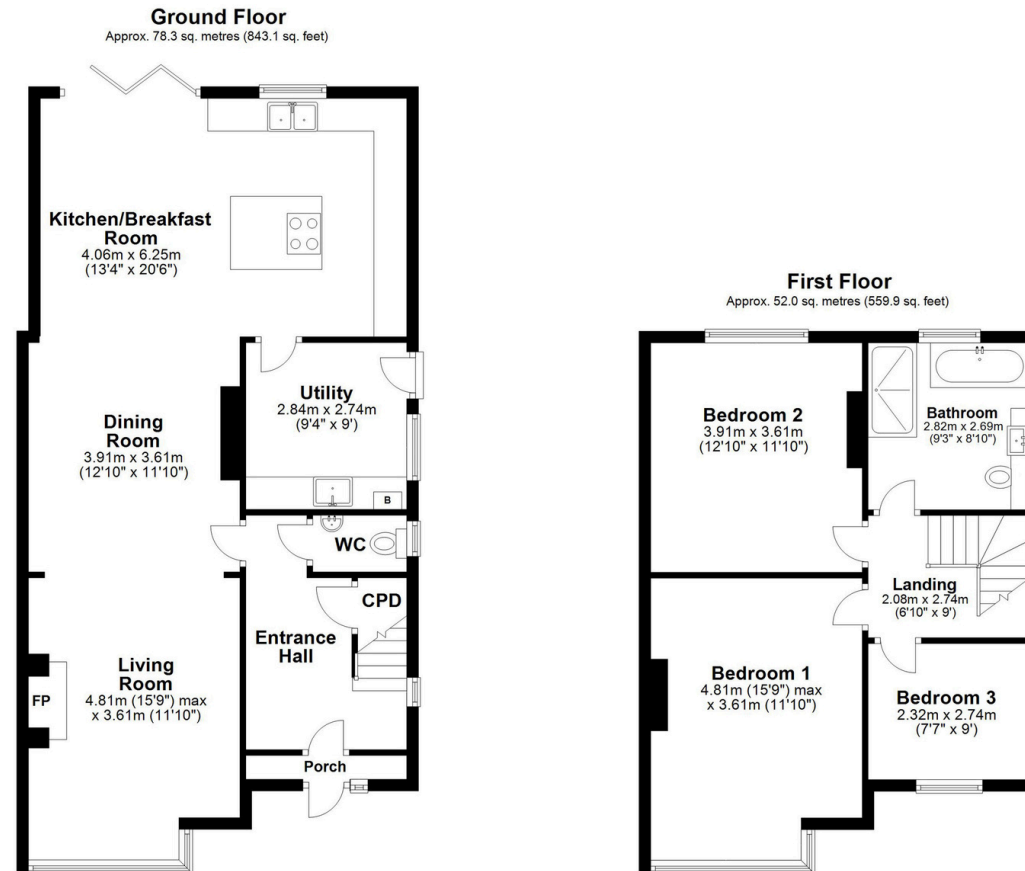 Ground Floor
Approx. 78.3 sq. metres (843.1 sq. feet)
Kitchen/Breakfast
Room
4.06m x 6.25m
(13'4" x 20'6")
Utility
2.84m x 2.74m
(9'4" x 9')
Dining
Room
3.91m x 3.61m
(12'10" x 11'10")
B
WC
CPD
Entrance
Hall
Living
Room
4.81m (15'9") max
x 3.61m (11'10")
FP
Porch
First Floor
Approx. 52.0 sq. metres (559.9 sq. feet)
Bedroom 2
3.91m x 3.61m
(12'10" x 11'10")
Bathroom
2.82m x 2.69m
(9'3" x 8'10")
Landing
2.08m x 2.74m
(6'10" x 9')
Bedroom 1
4.81m (15'9") max
x 3.61m (11'10")
Bedroom 3
2.32m x 2.74m
(7'7" x 9')